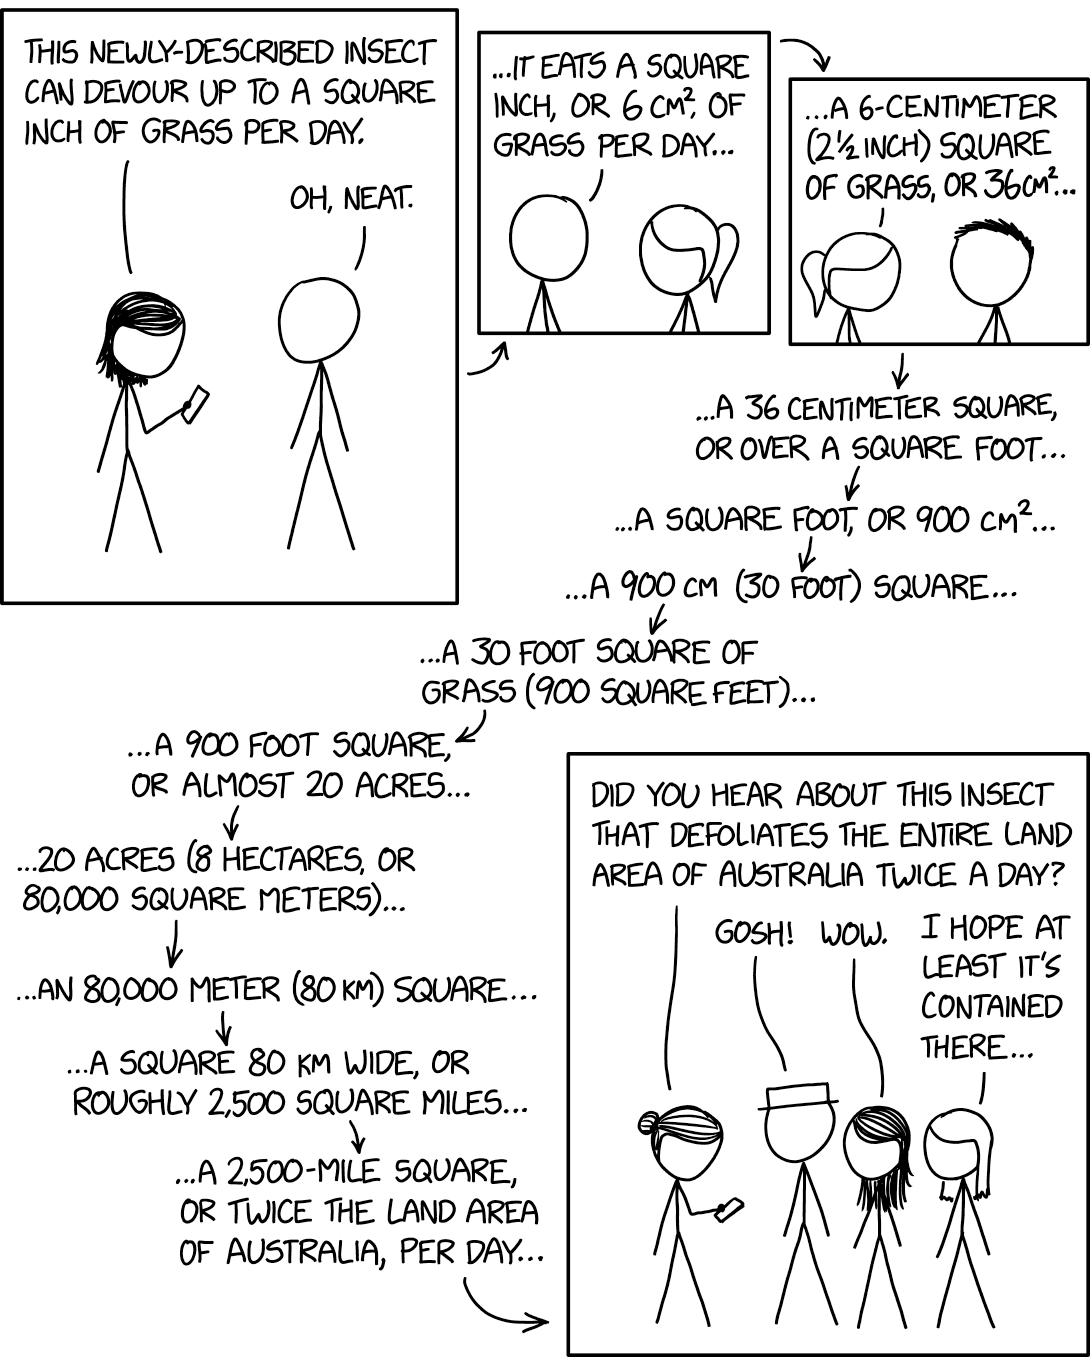 THIS NEWLY-DESCRIBED INSECT
CAN DEVOUR UP TO A SQUARE
INCH OF GRASS PER DAY.
OH, NEAT.
...IT EATS A SQUARE
INCH, OR 6 CM², OF
GRASS PER DAY...
...A 6-CENTIMETER
(2½ INCH) SQUARE
OF GRASS, OR 36CM²...
...A 36 CENTIMETER SQUARE,
OR OVER A SQUARE FOOT...
...A SQUARE FOOT, OR 900 CM²...
...A 900 CM (30 FOOT) SQUARE...
...A 30 FOOT SQUARE OF
GRASS (900 SQUARE FEET)...
...A 900 FOOT SQUARE,
OR ALMOST 20 ACRES...
...20 ACRES (8 HECTARES, OR
80,000 SQUARE METERS)...
...AN 80,000 METER (80 KM) SQUARE...
...A SQUARE 80 KM WIDE, OR
ROUGHLY 2,500 SQUARE MILES...
...A 2,500-MILE SQUARE,
OR TWICE THE LAND AREA
OF AUSTRALIA, PER DAY...
DID YOU HEAR ABOUT THIS INSECT
THAT DEFOLIATES THE ENTIRE LAND
AREA OF AUSTRALIA TWICE A DAY?
GOSH!
WOW.
I HOPE AT
LEAST IT'S
CONTAINED
THERE...